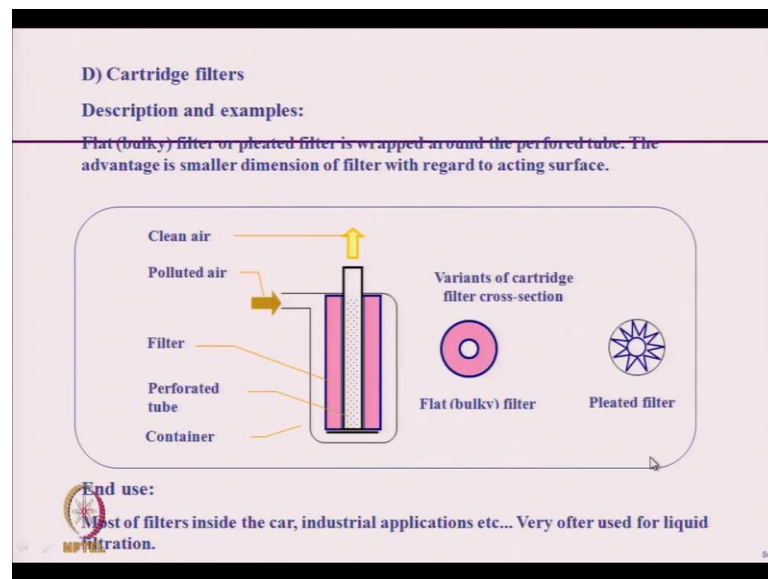 D) Cartridge filters
Description and examples:
Flat (bulky) filter or pleated filter is wrapped around the perfored tube. The
advantage is smaller dimension of filter with regard to acting surface.
Clean air
Polluted air
Variants of cartridge
filter cross-section
Filter
Perforated
tube
Container
Flat (bulky) filter
Pleated filter
End use:
Most of filters inside the car, industrial applications etc... Very ofter used for liquid
filtration.
NPTEL